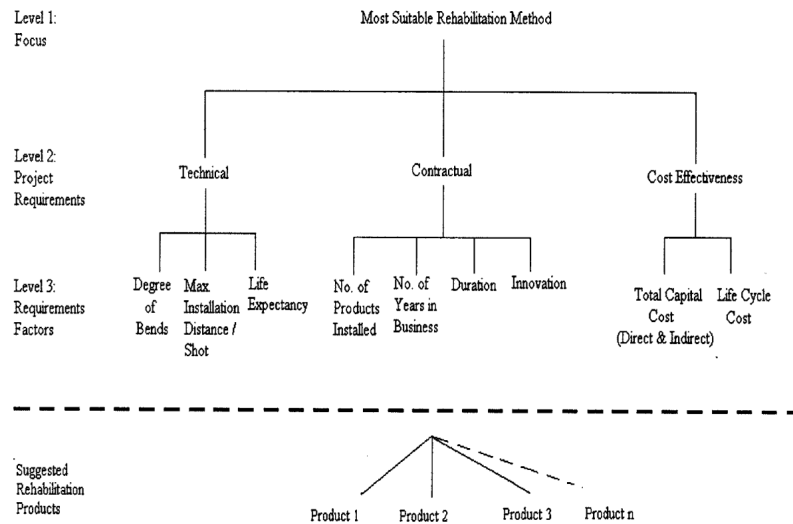 Level 1:
Focus
Most Suitable Rehabilitation Method
Level 2:
Project
Requirements
Technical
Contractual
Cost Effectiveness
Level 3:
Requirements
Factors
Degree
of
Bends
Max.
Installation
Distance /
Shot
Life
Expectancy
No. of
Products
Installed
No. of
Years in
Business
Duration
Innovation
Total Capital
Cost
(Direct & Indirect)
Life Cycle
Cost
Suggested
Rehabilitation
Products
Product 1
Product 2
Product 3
Product n